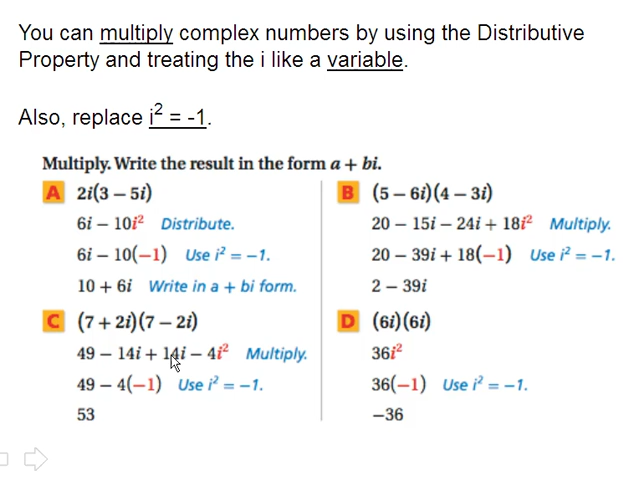 You can multiply complex numbers by using the Distributive
Property and treating the i like a variable.
Also, replace i² = -1.
Multiply. Write the result in the form a + bi.
A 2i(3 – 5i)
6i – 10i² Distribute.
6i – 10(–1) Use i² = –1.
10 + 6i Write in a + bi form.
B (5 – 6i)(4 – 3i)
20 – 15i – 24i + 18i² Multiply.
20 – 39i + 18(–1) Use i² = –1.
2 – 39i
C (7 + 2i)(7 – 2i)
49 – 14i + 14i – 4i² Multiply.
49 – 4(–1) Use i² = –1.
53
D (6i)(6i)
36i²
36(–1) Use i² = –1.
–36